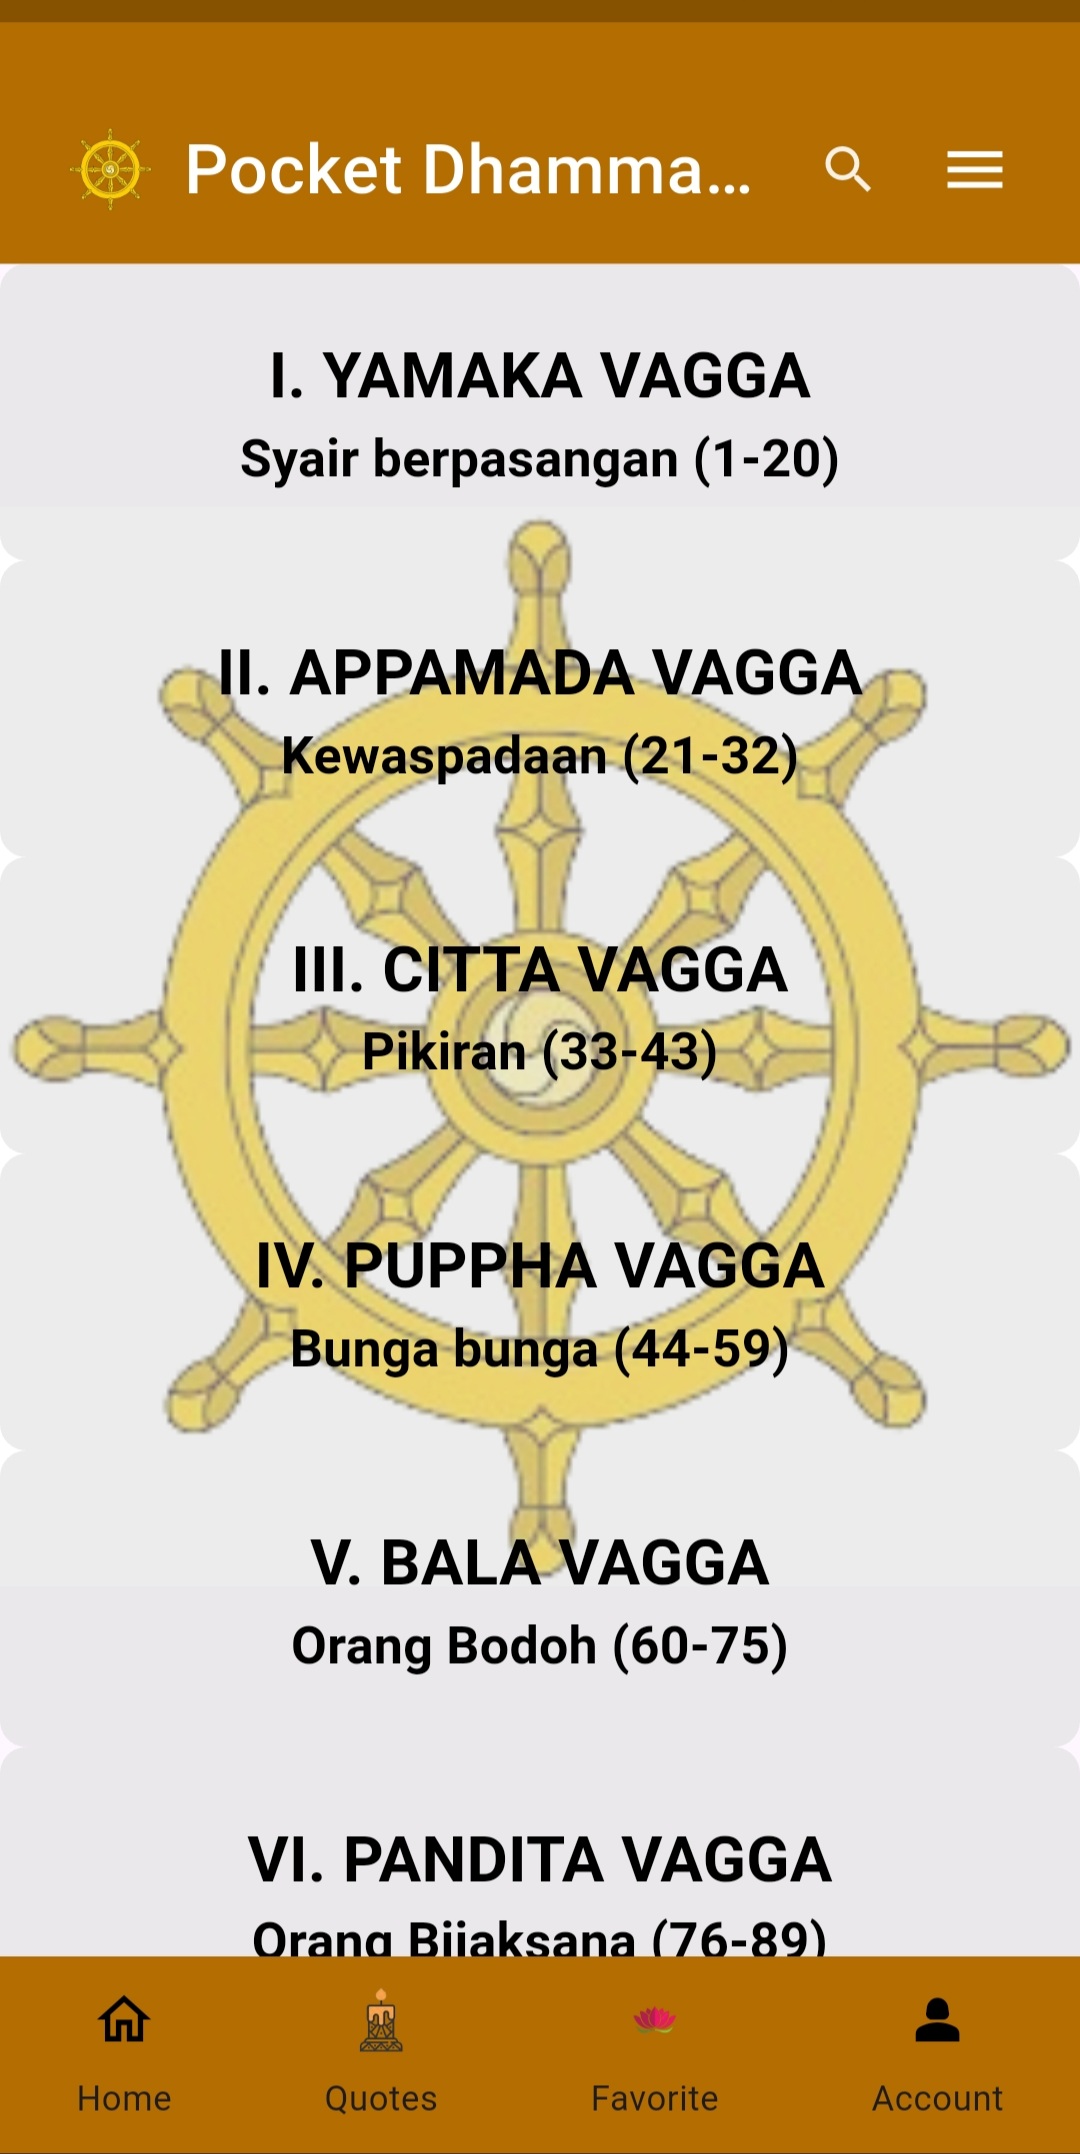 Pocket Dhamma...
I. YAMAKA VAGGA
Syair berpasangan (1-20)
II. APPAMADA VAGGA
Kewaspadaan (21-32)
III. CITTA VAGGA
Pikiran (33-43)
IV. PUPPHA VAGGA
Bunga bunga (44-59)
V. BALA VAGGA
Orang Bodoh (60-75)
VI. PANDITA VAGGA
Orang Bijaksana (76-89)
Home Quotes Favorite Account